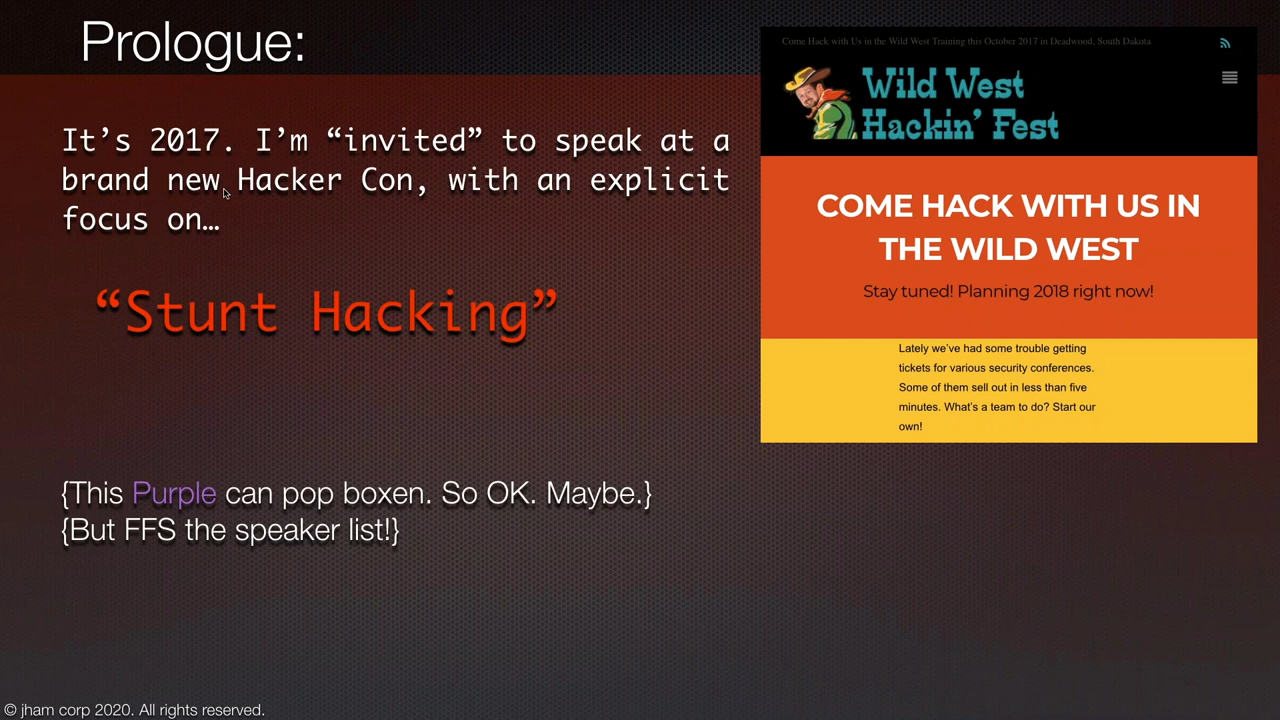 Prologue:
It’s 2017. I’m “invited” to speak at a
brand new Hacker Con, with an explicit
focus on…
“Stunt Hacking”
{This Purple can pop boxen. So OK. Maybe.}
{But FFS the speaker list!}
Come Hack with Us in the Wild West Training this October 2017 in Deadwood, South Dakota
Wild West
Hackin’ Fest
COME HACK WITH US IN
THE WILD WEST
Stay tuned! Planning 2018 right now!
Lately we’ve had some trouble getting
tickets for various security conferences.
Some of them sell out in less than five
minutes. What’s a team to do? Start our
own!
© jham corp 2020. All rights reserved.